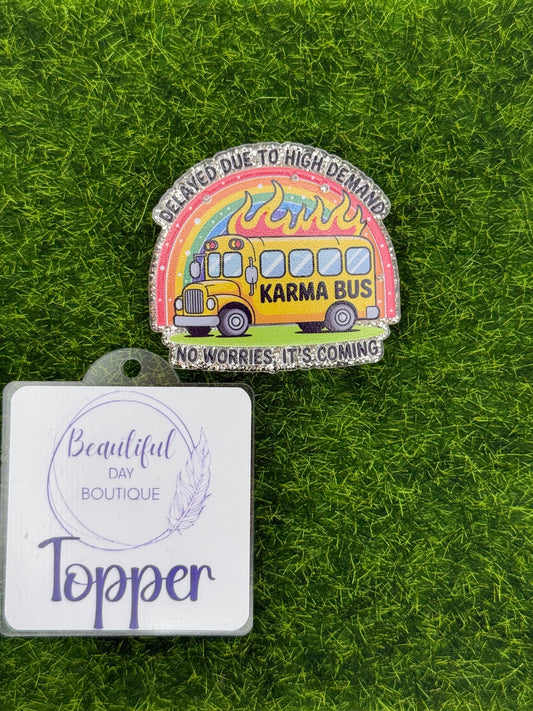 DELAYED DUE TO HIGH DEMAND
KARMA BUS
NO WORRIES, IT'S COMING
Beautiful
DAY
BOUTIQUE
Topper